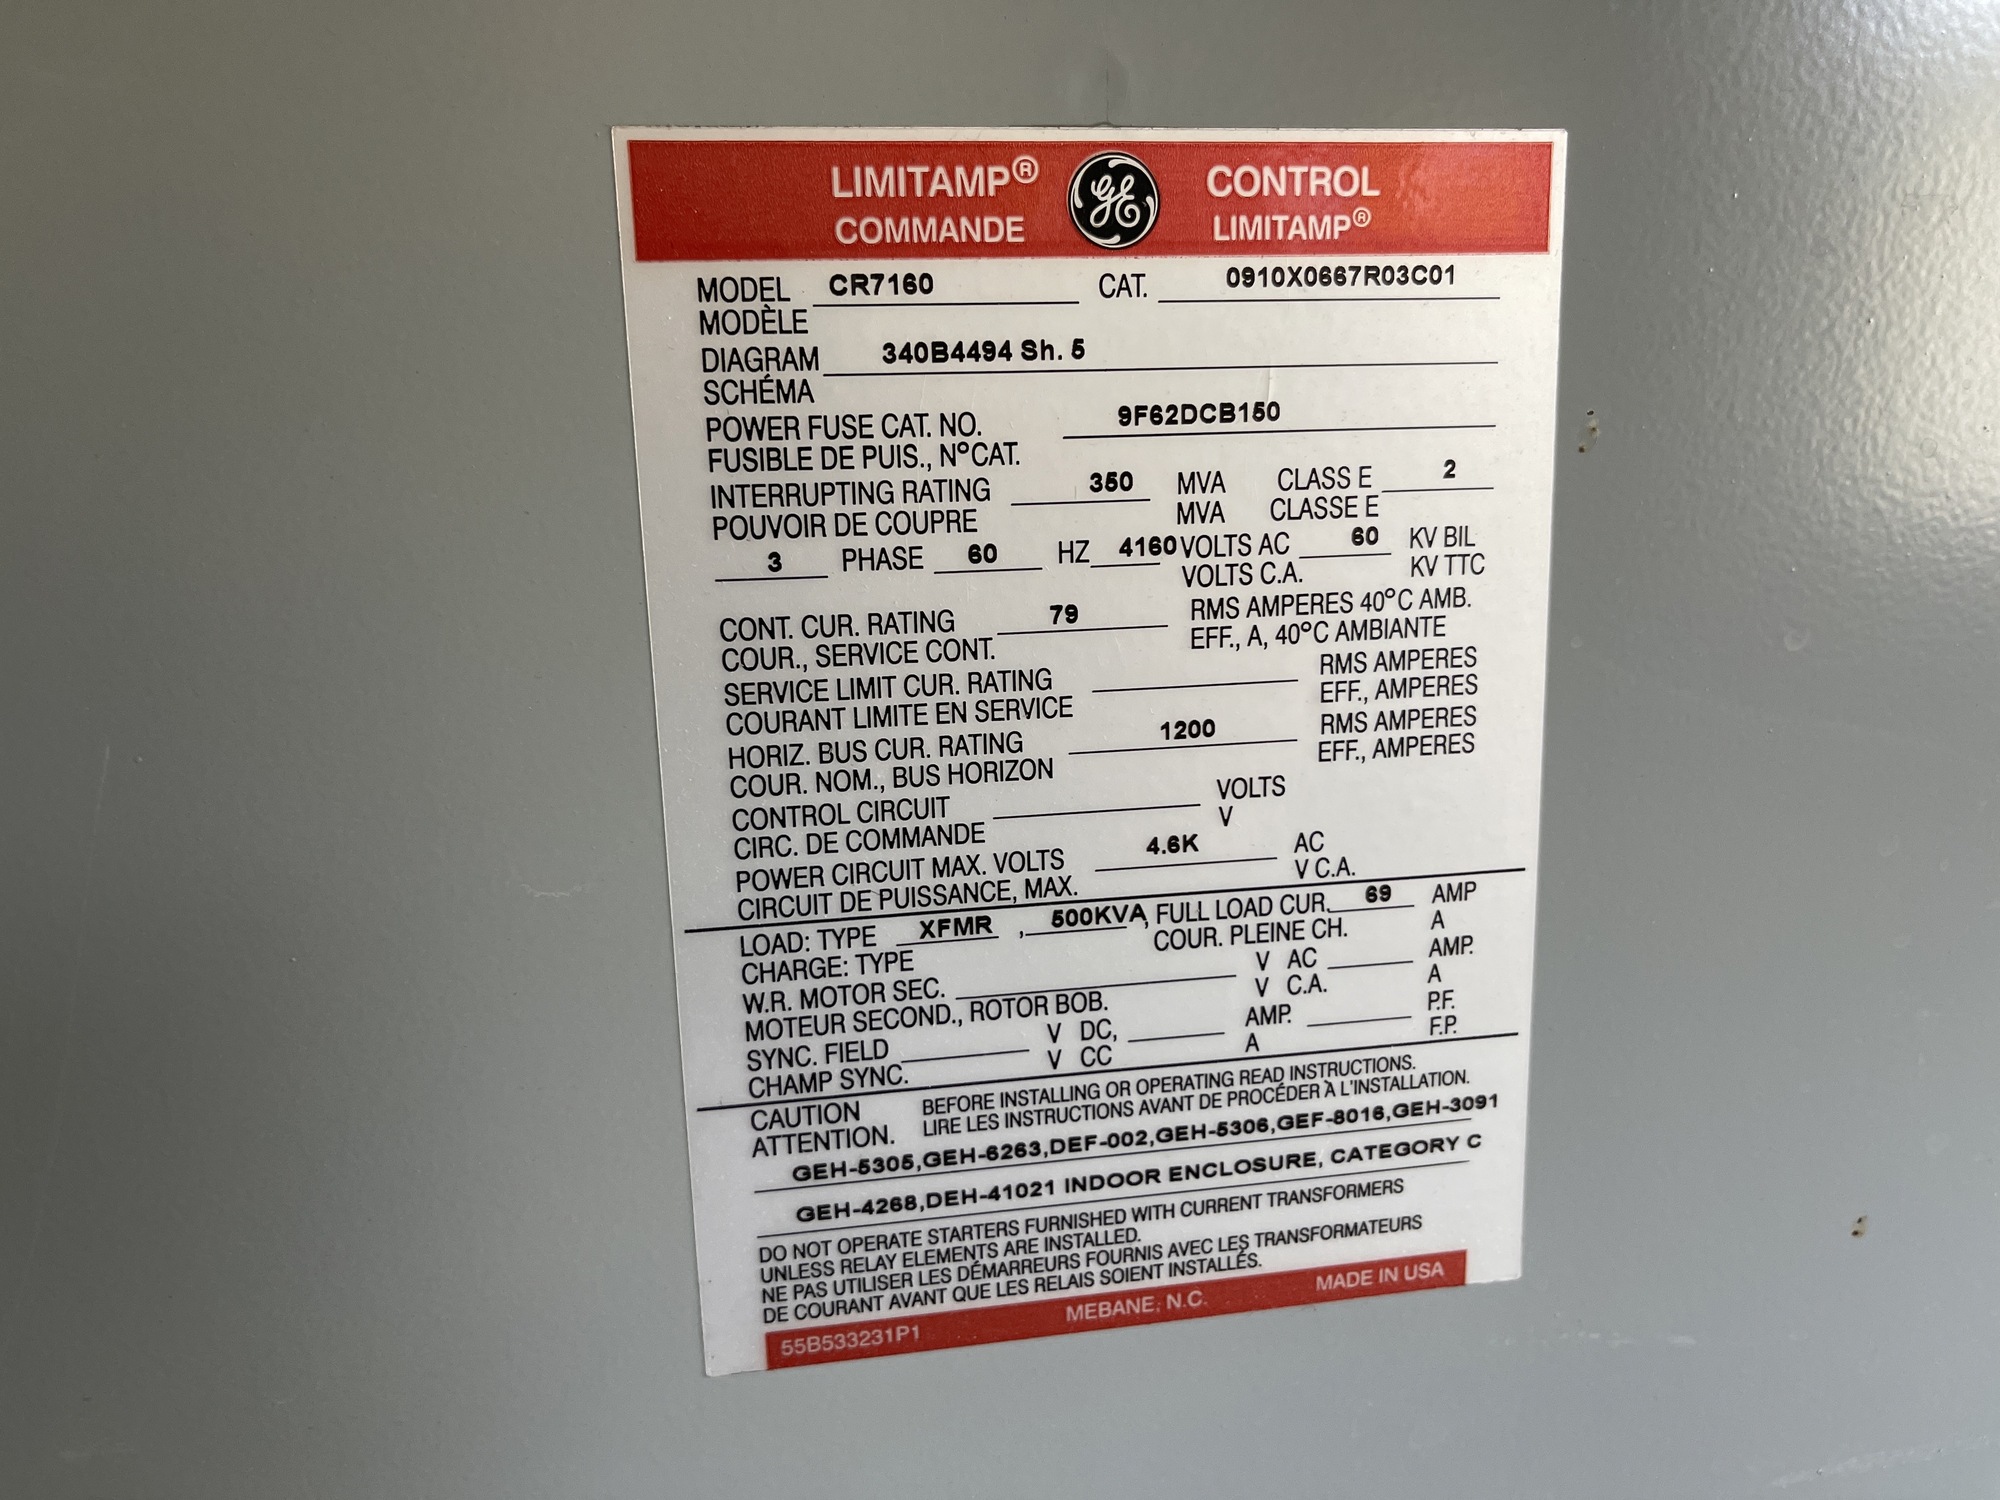 LIMITAMP® GE CONTROL
COMMANDE LIMITAMP®
MODEL CR7160 CAT. 0910X0667R03C01
MODÈLE
DIAGRAM 340B4494 Sh. 5
SCHÉMA
POWER FUSE CAT. NO. 9F62DCB150
FUSIBLE DE PUIS., N°CAT.
INTERRUPTING RATING 350 MVA CLASS E 2
POUVOIR DE COUPRE MVA CLASSE E
3 PHASE 60 HZ 4160 VOLTS AC 60 KV BIL
VOLTS C.A. KV TTC
CONT. CUR. RATING 79 RMS AMPERES 40°C AMB.
COUR., SERVICE CONT. EFF., A, 40°C AMBIANTE
SERVICE LIMIT CUR. RATING RMS AMPERES
COURANT LIMITE EN SERVICE EFF., AMPERES
HORIZ. BUS CUR. RATING 1200 RMS AMPERES
COUR. NOM., BUS HORIZON EFF., AMPERES
CONTROL CIRCUIT VOLTS
CIRC. DE COMMANDE V
POWER CIRCUIT MAX. VOLTS 4.6K AC
CIRCUIT DE PUISSANCE, MAX. V C.A.
LOAD: TYPE XFMR , 500KVA, FULL LOAD CUR. 69 AMP
CHARGE: TYPE COUR. PLEINE CH. A
W.R. MOTOR SEC. V AC AMP.
MOTEUR SECOND., ROTOR BOB. V C.A. A
SYNC. FIELD V DC, AMP. P.F.
CHAMP SYNC. V CC A F.P.
CAUTION BEFORE INSTALLING OR OPERATING READ INSTRUCTIONS.
ATTENTION. LIRE LES INSTRUCTIONS AVANT DE PROCÉDER À L'INSTALLATION.
GEH-5305,GEH-6263,DEF-002,GEH-5306,GEF-8016,GEH-3091
GEH-4268,DEH-41021 INDOOR ENCLOSURE, CATEGORY C
DO NOT OPERATE STARTERS FURNISHED WITH CURRENT TRANSFORMERS
UNLESS RELAY ELEMENTS ARE INSTALLED.
NE PAS UTILISER LES DÉMARREURS FOURNIS AVEC LES TRANSFORMATEURS
DE COURANT AVANT QUE LES RELAIS SOIENT INSTALLÉS.
55B533231P1 MEBANE, N.C. MADE IN USA